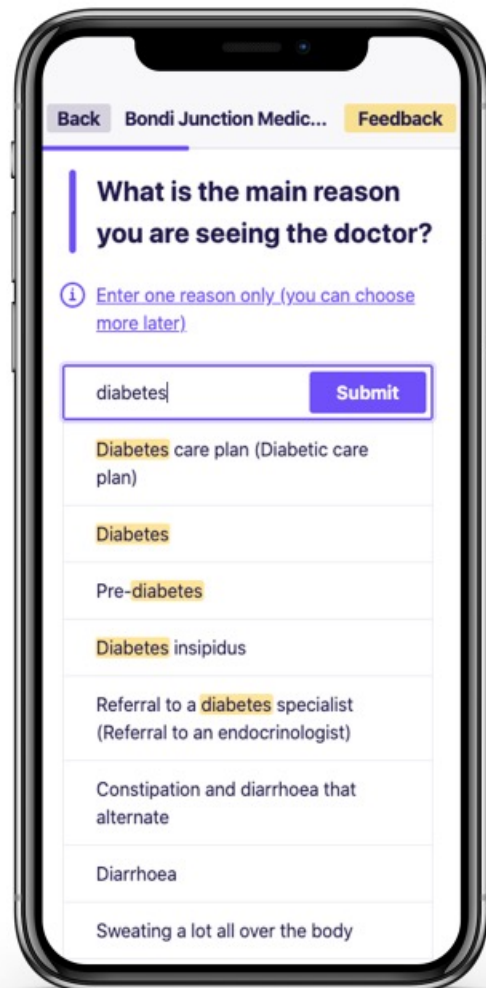 Back Bondi Junction Medic... Feedback
What is the main reason
you are seeing the doctor?
Enter one reason only (you can choose
more later)
diabetes Submit
Diabetes care plan (Diabetic care
plan)
Diabetes
Pre-diabetes
Diabetes insipidus
Referral to a diabetes specialist
(Referral to an endocrinologist)
Constipation and diarrhoea that
alternate
Diarrhoea
Sweating a lot all over the body